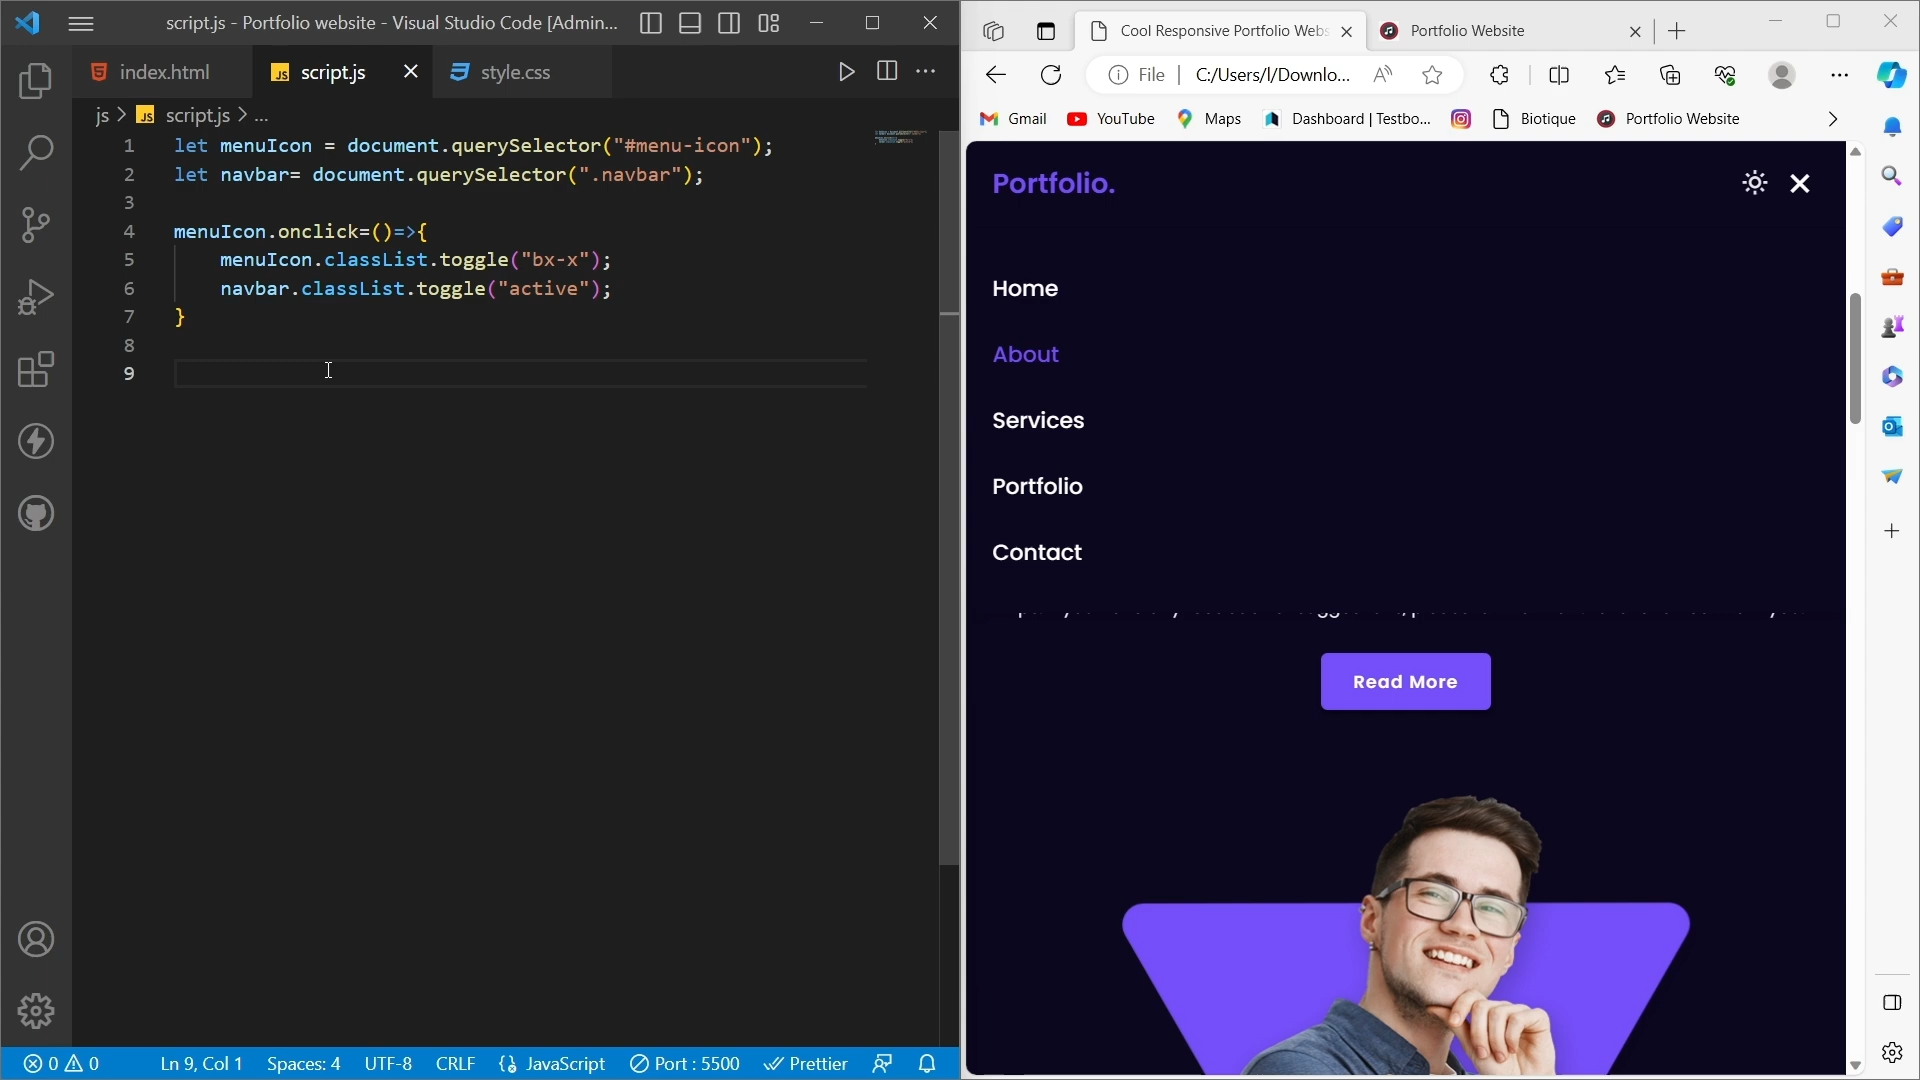 script.js - Portfolio website - Visual Studio Code [Admin...
index.html
JS script.js
style.css
js > JS script.js > ...
1 let menuIcon = document.querySelector("#menu-icon");
2 let navbar= document.querySelector(".navbar");
3
4 menuIcon.onclick=()=>{
5 menuIcon.classList.toggle("bx-x");
6 navbar.classList.toggle("active");
7 }
8
9
0 0 Ln 9, Col 1 Spaces: 4 UTF-8 CRLF {} JavaScript Port : 5500 Prettier
Cool Responsive Portfolio Webs
Portfolio Website
File | C:/Users/l/Downlo...
Gmail YouTube Maps Dashboard | Testbo... Biotique Portfolio Website
Portfolio.
Home
About
Services
Portfolio
Contact
Read More